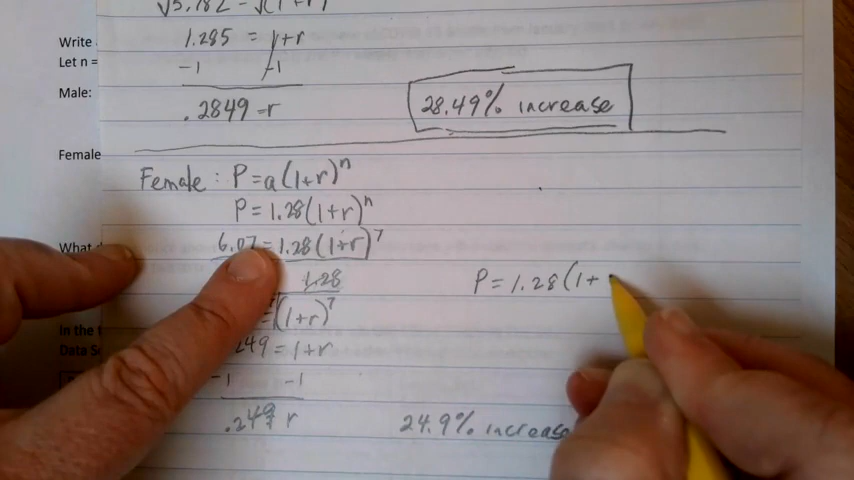 Write
1.285 = 1+r
Let n =
-1 -1
Male:
.2849 = r
28.49% increase
Female
Female: P=a(1+r)ⁿ
P=1.28(1+r)ⁿ
6.07=1.28(1+r)⁷
What
1.28
P=1.28(1+
=(1+r)⁷
In the t
249=1+r
Data Se
-1 -1
r
24.9% increase